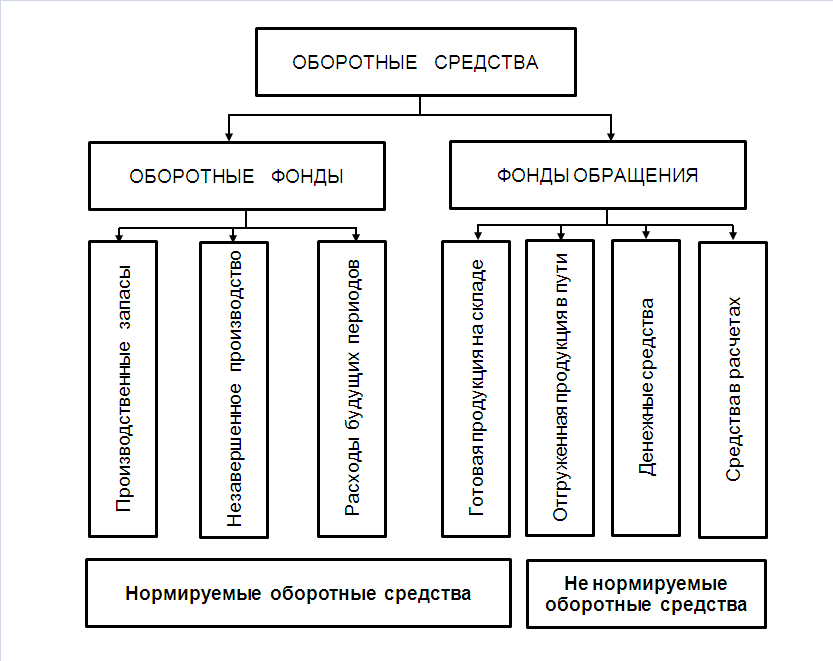 ОБОРОТНЫЕ СРЕДСТВА
ОБОРОТНЫЕ ФОНДЫ
ФОНДЫ ОБРАЩЕНИЯ
Производственные запасы
Незавершенное производство
Расходы будущих периодов
Готовая продукция на складе
Отгруженная продукция в пути
Денежные средства
Средства в расчетах
Нормируемые оборотные средства
Не нормируемые
оборотные средства